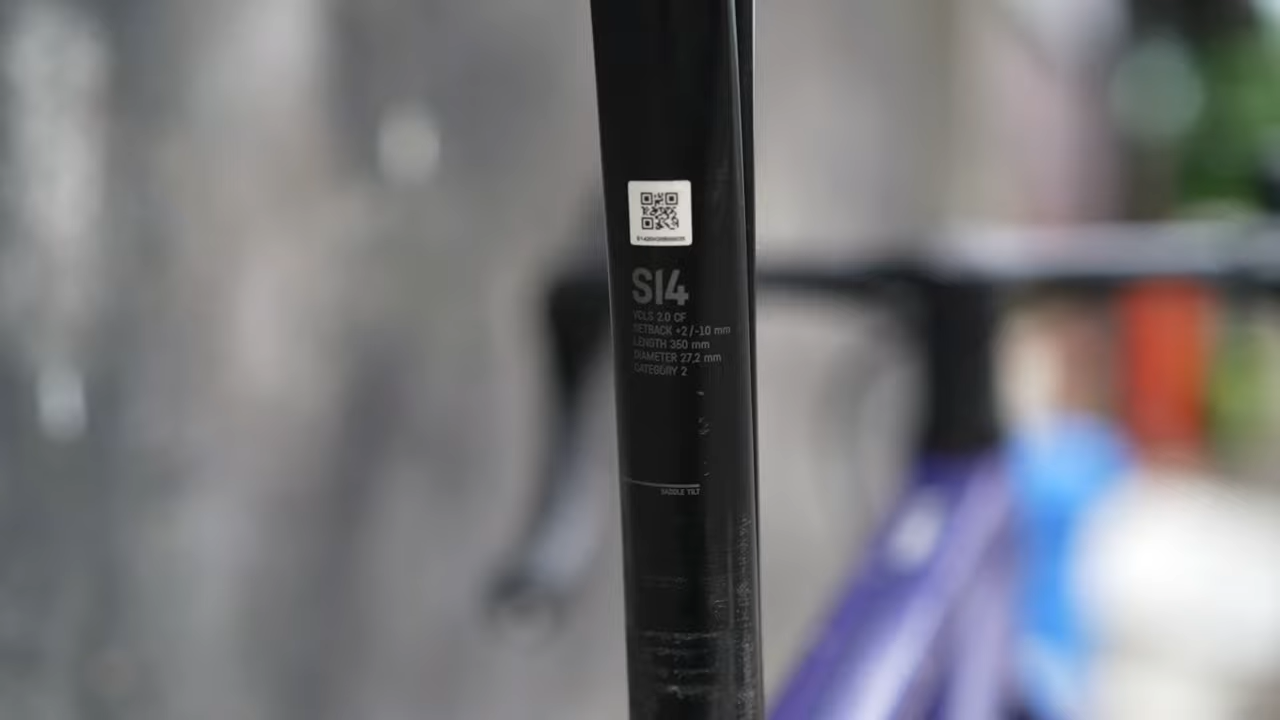 S14
VCLS 2.0 CF
SETBACK +2/-10 mm
LENGTH 350 mm
DIAMETER 27,2 mm
CATEGORY 2
SADDLE TILT